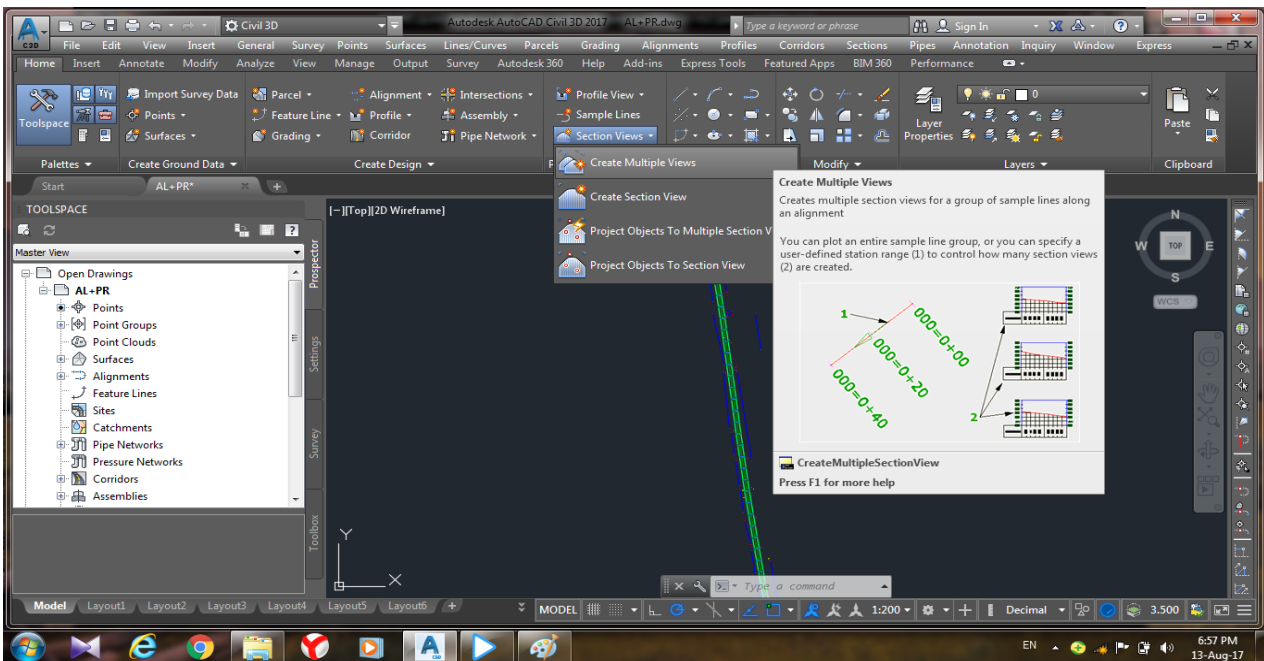 Civil 3D
Autodesk AutoCAD Civil 3D 2017 AL+PR.dwg
Type a keyword or phrase
Sign In
C3D
File Edit View Insert General Survey Points Surfaces Lines/Curves Parcels Grading Alignments Profiles Corridors Sections Pipes Annotation Inquiry Window Express
Home Insert Annotate Modify Analyze View Manage Output Survey Autodesk 360 Help Add-ins Express Tools Featured Apps BIM 360 Performance
Toolspace
Import Survey Data
Points
Surfaces
Parcel
Feature Line
Grading
Alignment
Profile
Corridor
Intersections
Assembly
Pipe Network
Profile View
Sample Lines
Section Views
Layer
Properties
0
Paste
Palettes
Create Ground Data
Create Design
Modify
Layers
Clipboard
Start
AL+PR*
Create Multiple Views
Create Section View
Project Objects To Multiple Section V
Project Objects To Section View
Create Multiple Views
Creates multiple section views for a group of sample lines along
an alignment
You can plot an entire sample line group, or you can specify a
user-defined station range (1) to control how many section views
(2) are created.
1
000=0+00
000=0+20
000=0+40
2
CreateMultipleSectionView
Press F1 for more help
TOOLSPACE
Master View
Open Drawings
AL+PR
Points
Point Groups
Point Clouds
Surfaces
Alignments
Feature Lines
Sites
Catchments
Pipe Networks
Pressure Networks
Corridors
Assemblies
Prospector
Settings
Survey
Toolbox
[−][Top][2D Wireframe]
N
W
TOP
E
S
WCS
Y
X
Type a command
Model Layout1 Layout2 Layout3 Layout4 Layout5 Layout6
MODEL
1:200
Decimal
3.500
EN
6:57 PM
13-Aug-17